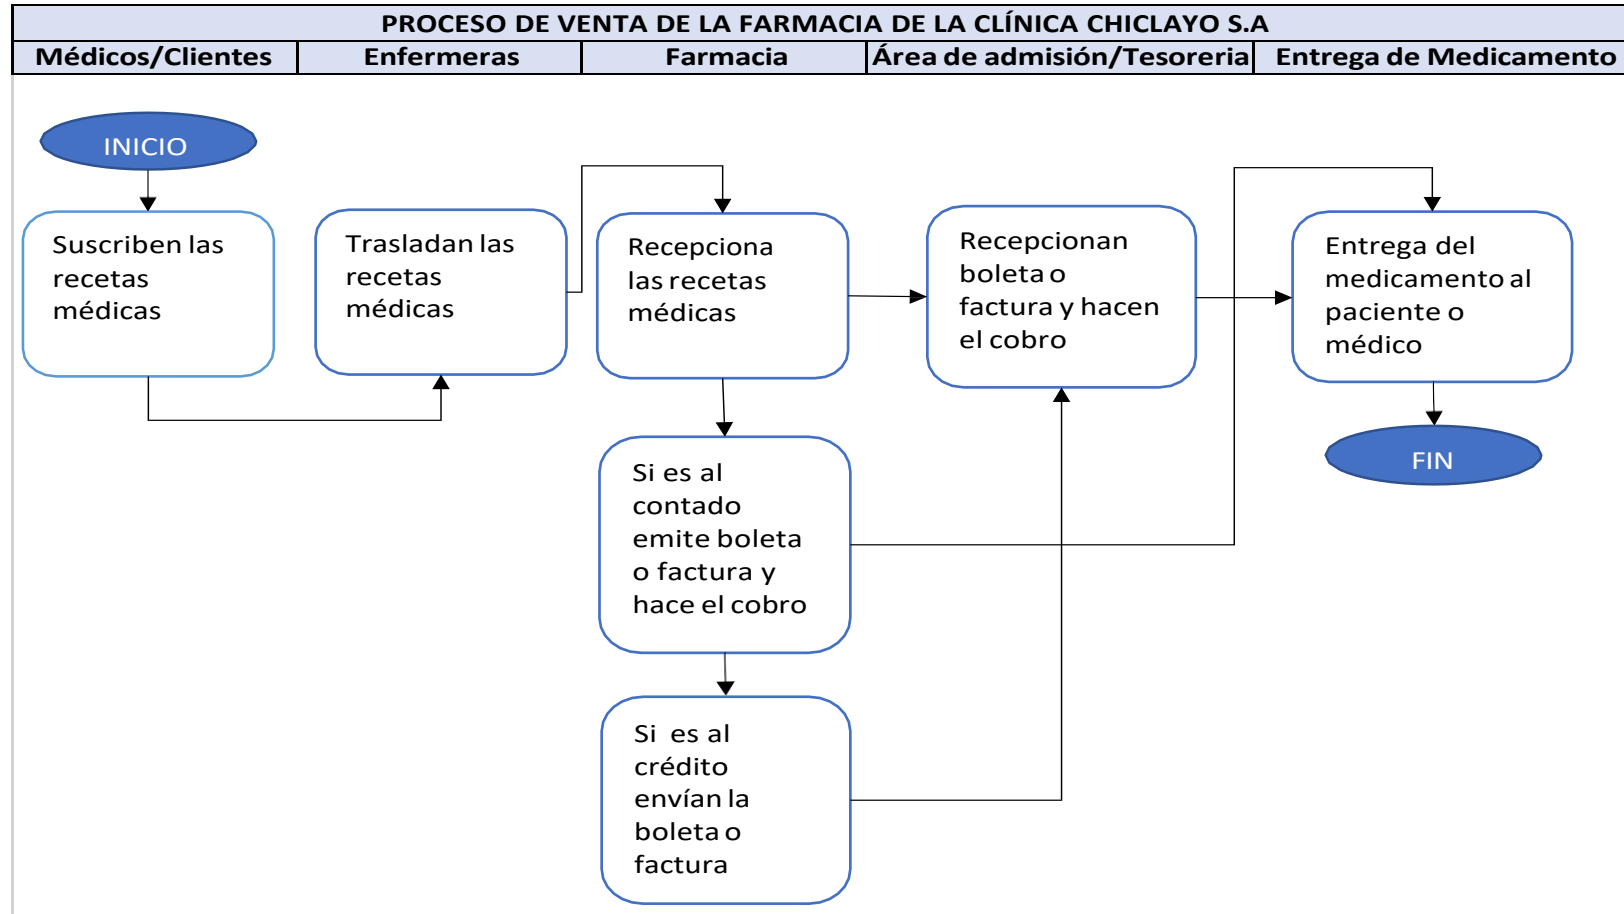 PROCESO DE VENTA DE LA FARMACIA DE LA CLÍNICA CHICLAYO S.A
Médicos/Clientes
Enfermeras
Farmacia
Área de admisión/Tesoreria
Entrega de Medicamento
INICIO
Suscriben las
recetas
médicas
Trasladan las
recetas
médicas
Recepciona
las recetas
médicas
Recepcionan
boleta o
factura y hacen
el cobro
Entrega del
medicamento al
paciente o
médico
Si es al
contado
emite boleta
o factura y
hace el cobro
FIN
Si es al
crédito
envían la
boleta o
factura